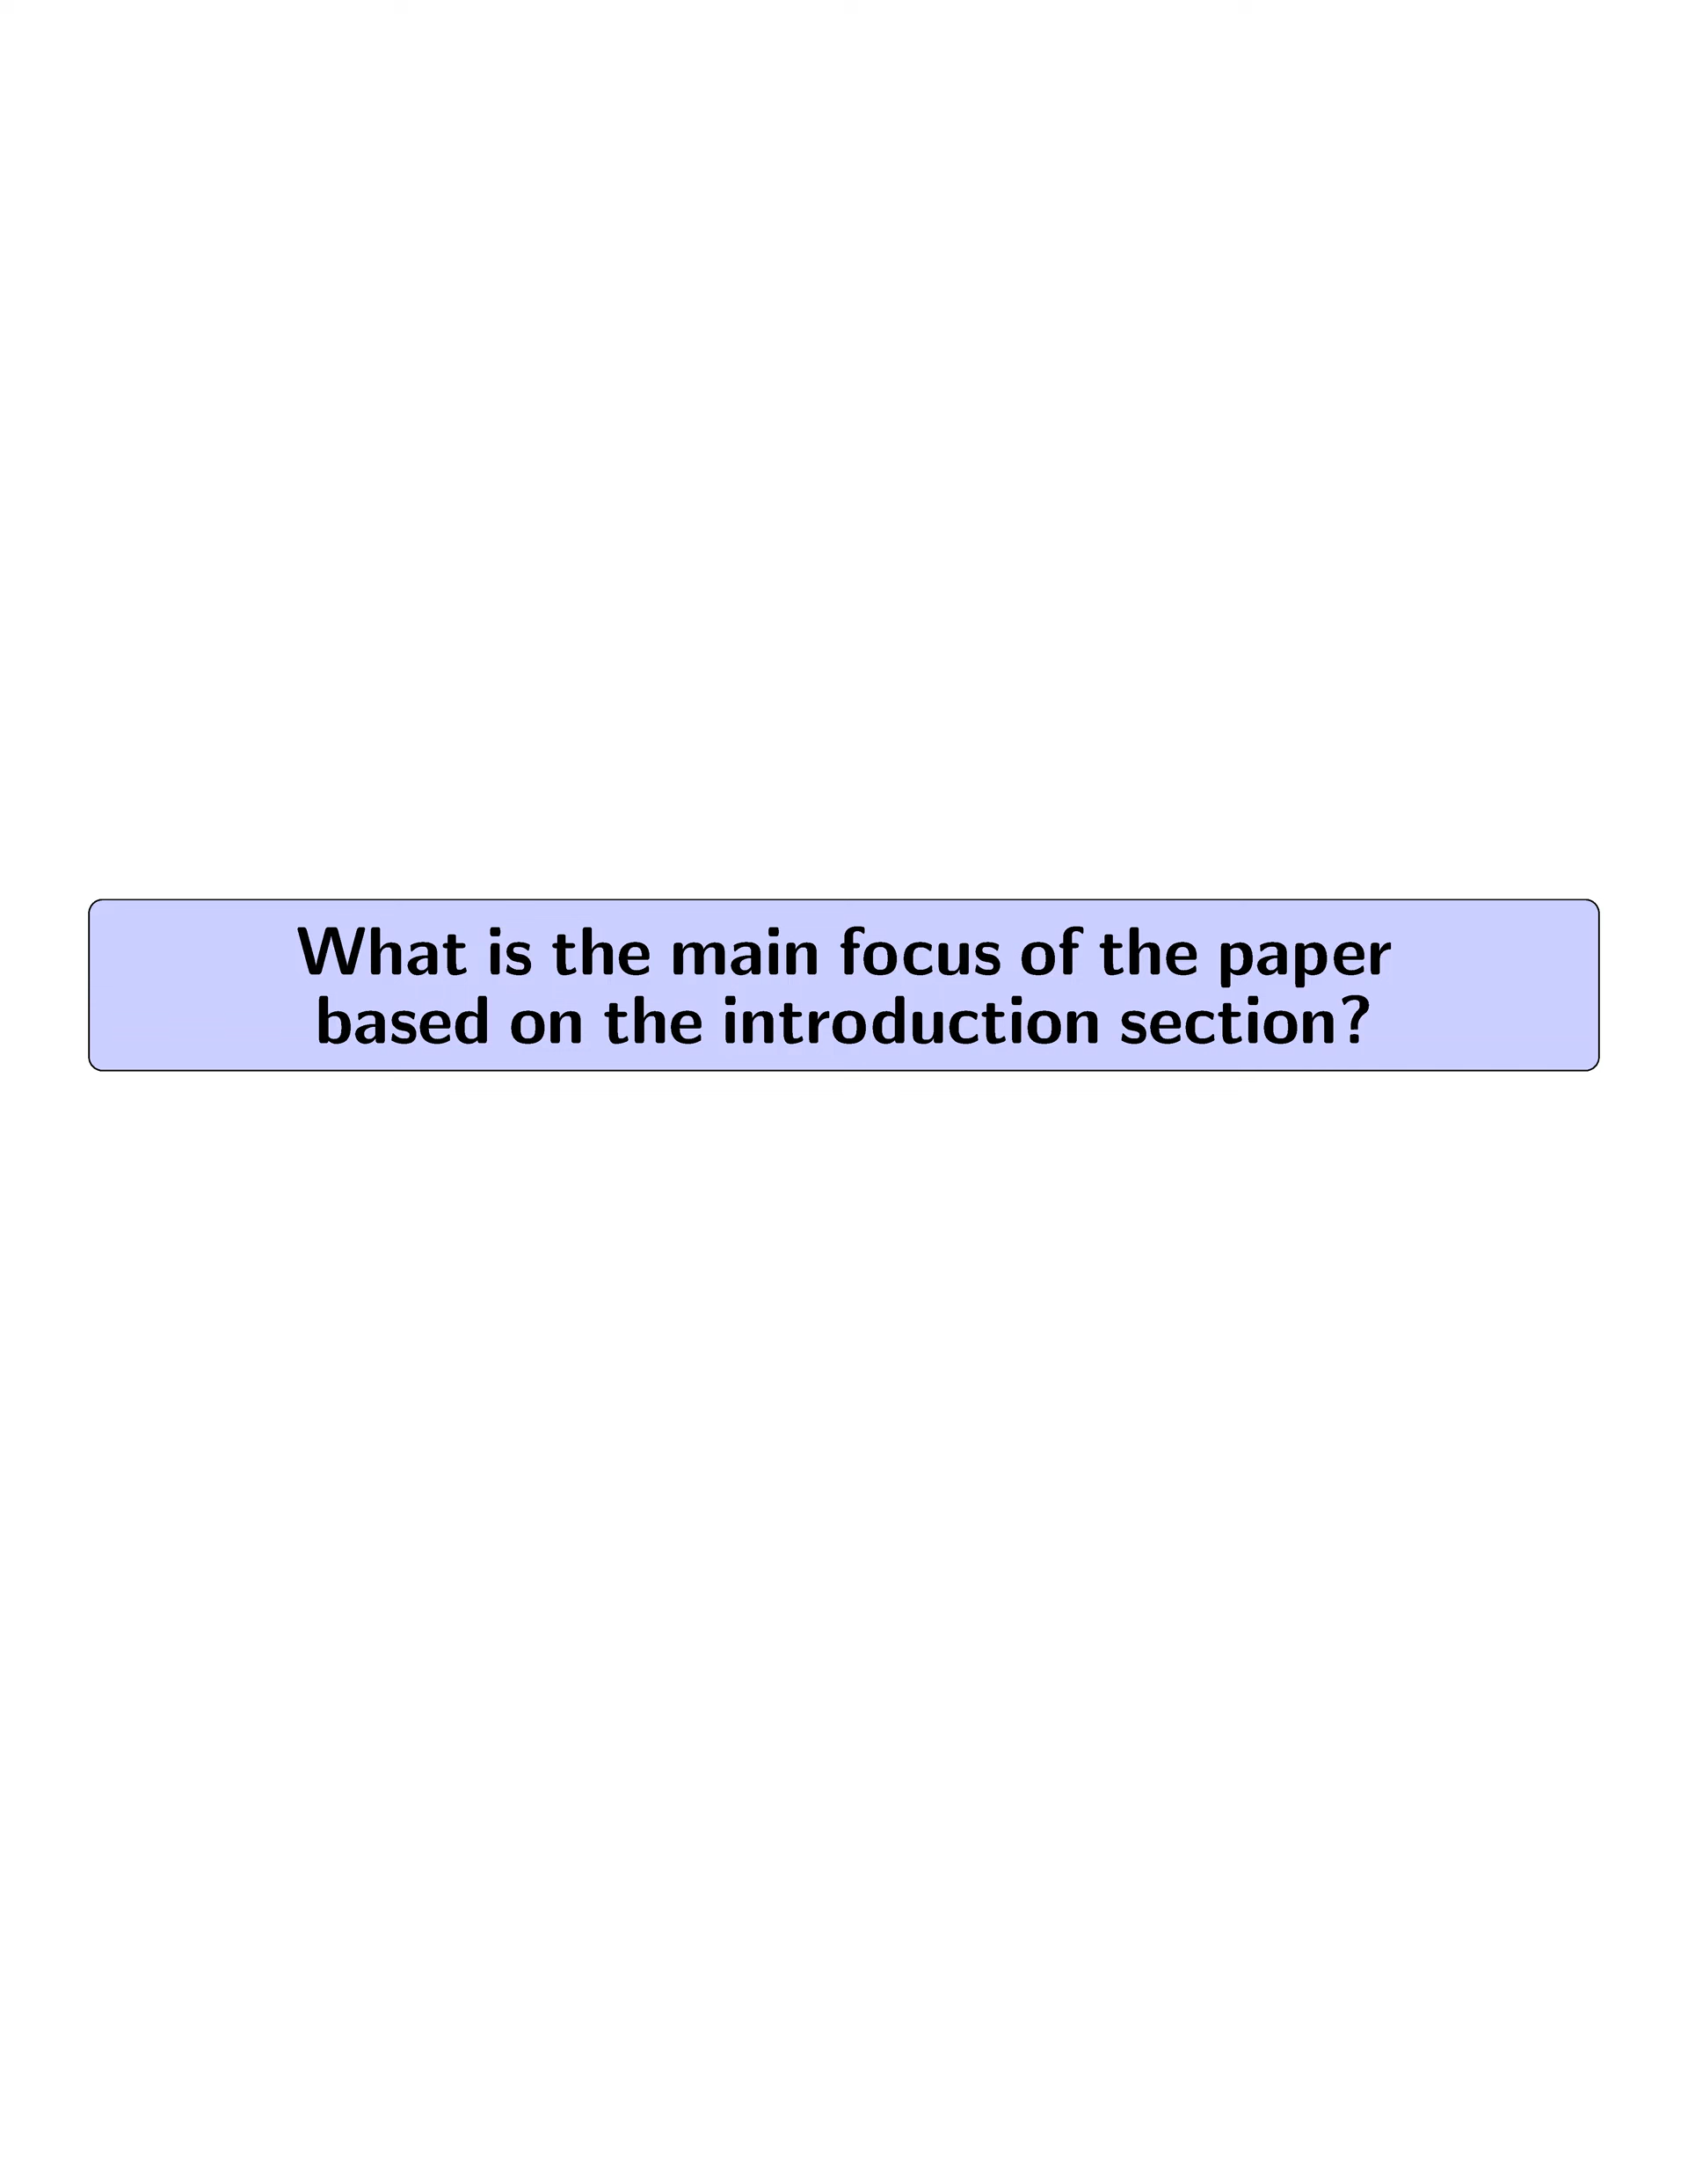 What is the main focus of the paper
based on the introduction section?